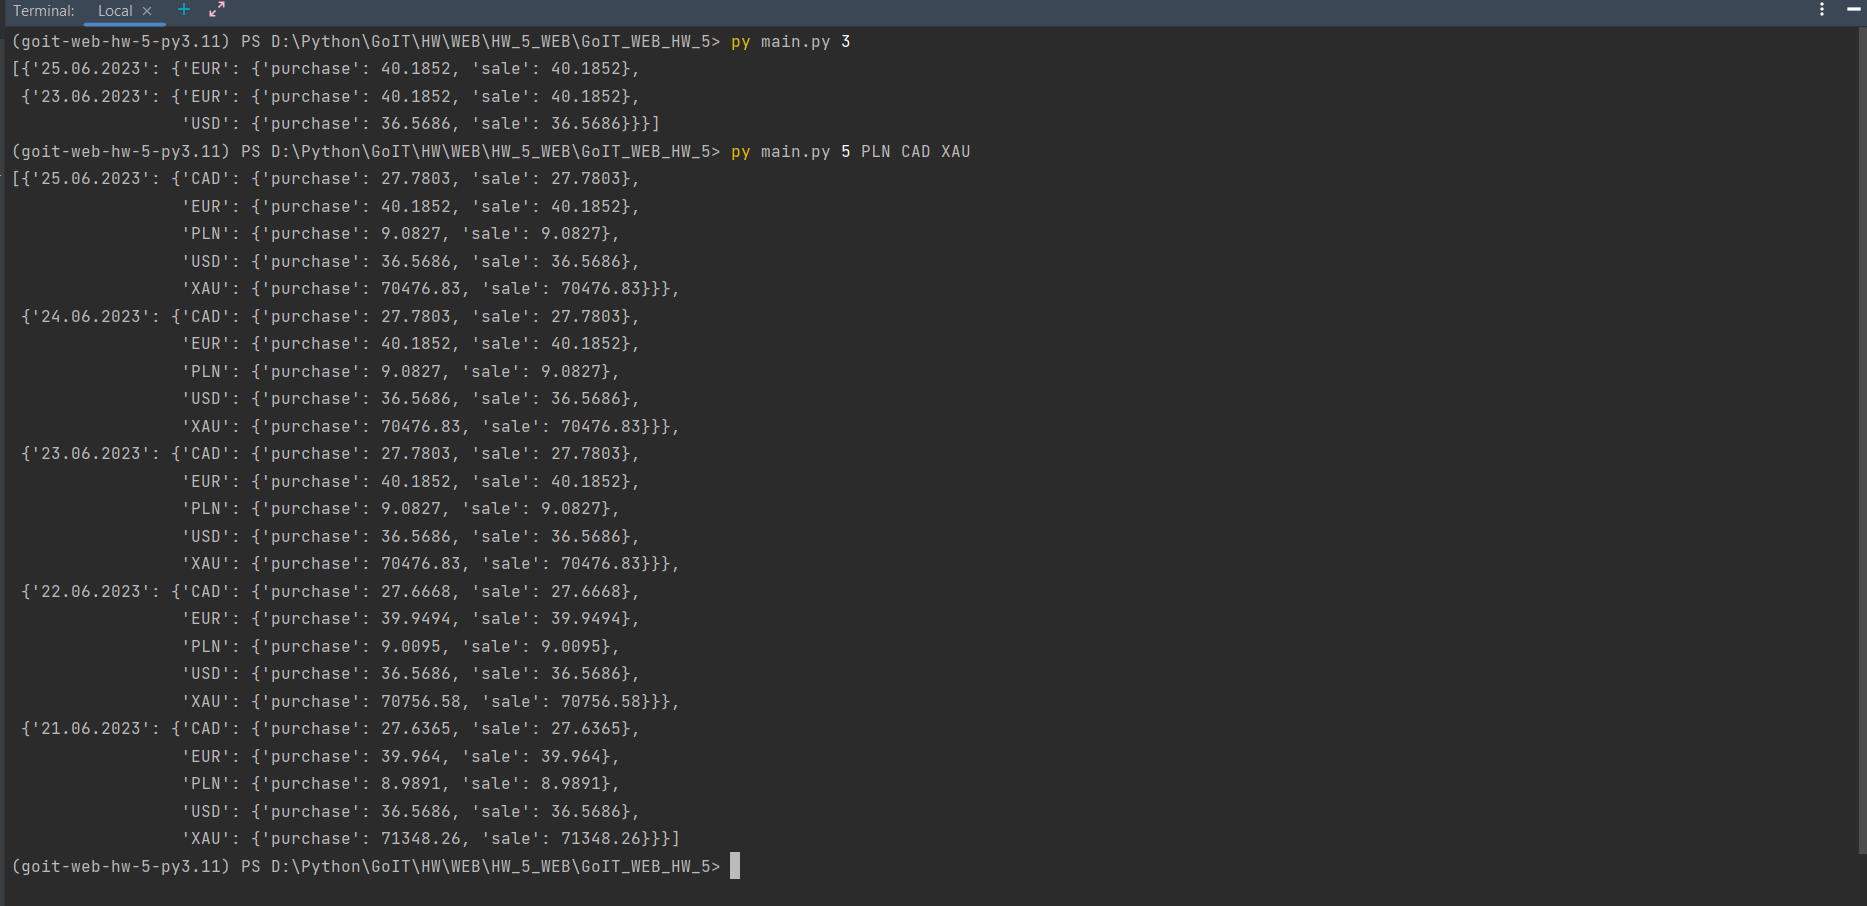 Terminal: Local × +
(goit-web-hw-5-py3.11) PS D:\Python\GoIT\HW\WEB\HW_5_WEB\GoIT_WEB_HW_5> py main.py 3
[{'25.06.2023': {'EUR': {'purchase': 40.1852, 'sale': 40.1852},
 {'23.06.2023': {'EUR': {'purchase': 40.1852, 'sale': 40.1852},
                 'USD': {'purchase': 36.5686, 'sale': 36.5686}}}]
(goit-web-hw-5-py3.11) PS D:\Python\GoIT\HW\WEB\HW_5_WEB\GoIT_WEB_HW_5> py main.py 5 PLN CAD XAU
[{'25.06.2023': {'CAD': {'purchase': 27.7803, 'sale': 27.7803},
                 'EUR': {'purchase': 40.1852, 'sale': 40.1852},
                 'PLN': {'purchase': 9.0827, 'sale': 9.0827},
                 'USD': {'purchase': 36.5686, 'sale': 36.5686},
                 'XAU': {'purchase': 70476.83, 'sale': 70476.83}}},
 {'24.06.2023': {'CAD': {'purchase': 27.7803, 'sale': 27.7803},
                 'EUR': {'purchase': 40.1852, 'sale': 40.1852},
                 'PLN': {'purchase': 9.0827, 'sale': 9.0827},
                 'USD': {'purchase': 36.5686, 'sale': 36.5686},
                 'XAU': {'purchase': 70476.83, 'sale': 70476.83}}},
 {'23.06.2023': {'CAD': {'purchase': 27.7803, 'sale': 27.7803},
                 'EUR': {'purchase': 40.1852, 'sale': 40.1852},
                 'PLN': {'purchase': 9.0827, 'sale': 9.0827},
                 'USD': {'purchase': 36.5686, 'sale': 36.5686},
                 'XAU': {'purchase': 70476.83, 'sale': 70476.83}}},
 {'22.06.2023': {'CAD': {'purchase': 27.6668, 'sale': 27.6668},
                 'EUR': {'purchase': 39.9494, 'sale': 39.9494},
                 'PLN': {'purchase': 9.0095, 'sale': 9.0095},
                 'USD': {'purchase': 36.5686, 'sale': 36.5686},
                 'XAU': {'purchase': 70756.58, 'sale': 70756.58}}},
 {'21.06.2023': {'CAD': {'purchase': 27.6365, 'sale': 27.6365},
                 'EUR': {'purchase': 39.964, 'sale': 39.964},
                 'PLN': {'purchase': 8.9891, 'sale': 8.9891},
                 'USD': {'purchase': 36.5686, 'sale': 36.5686},
                 'XAU': {'purchase': 71348.26, 'sale': 71348.26}}}]
(goit-web-hw-5-py3.11) PS D:\Python\GoIT\HW\WEB\HW_5_WEB\GoIT_WEB_HW_5>